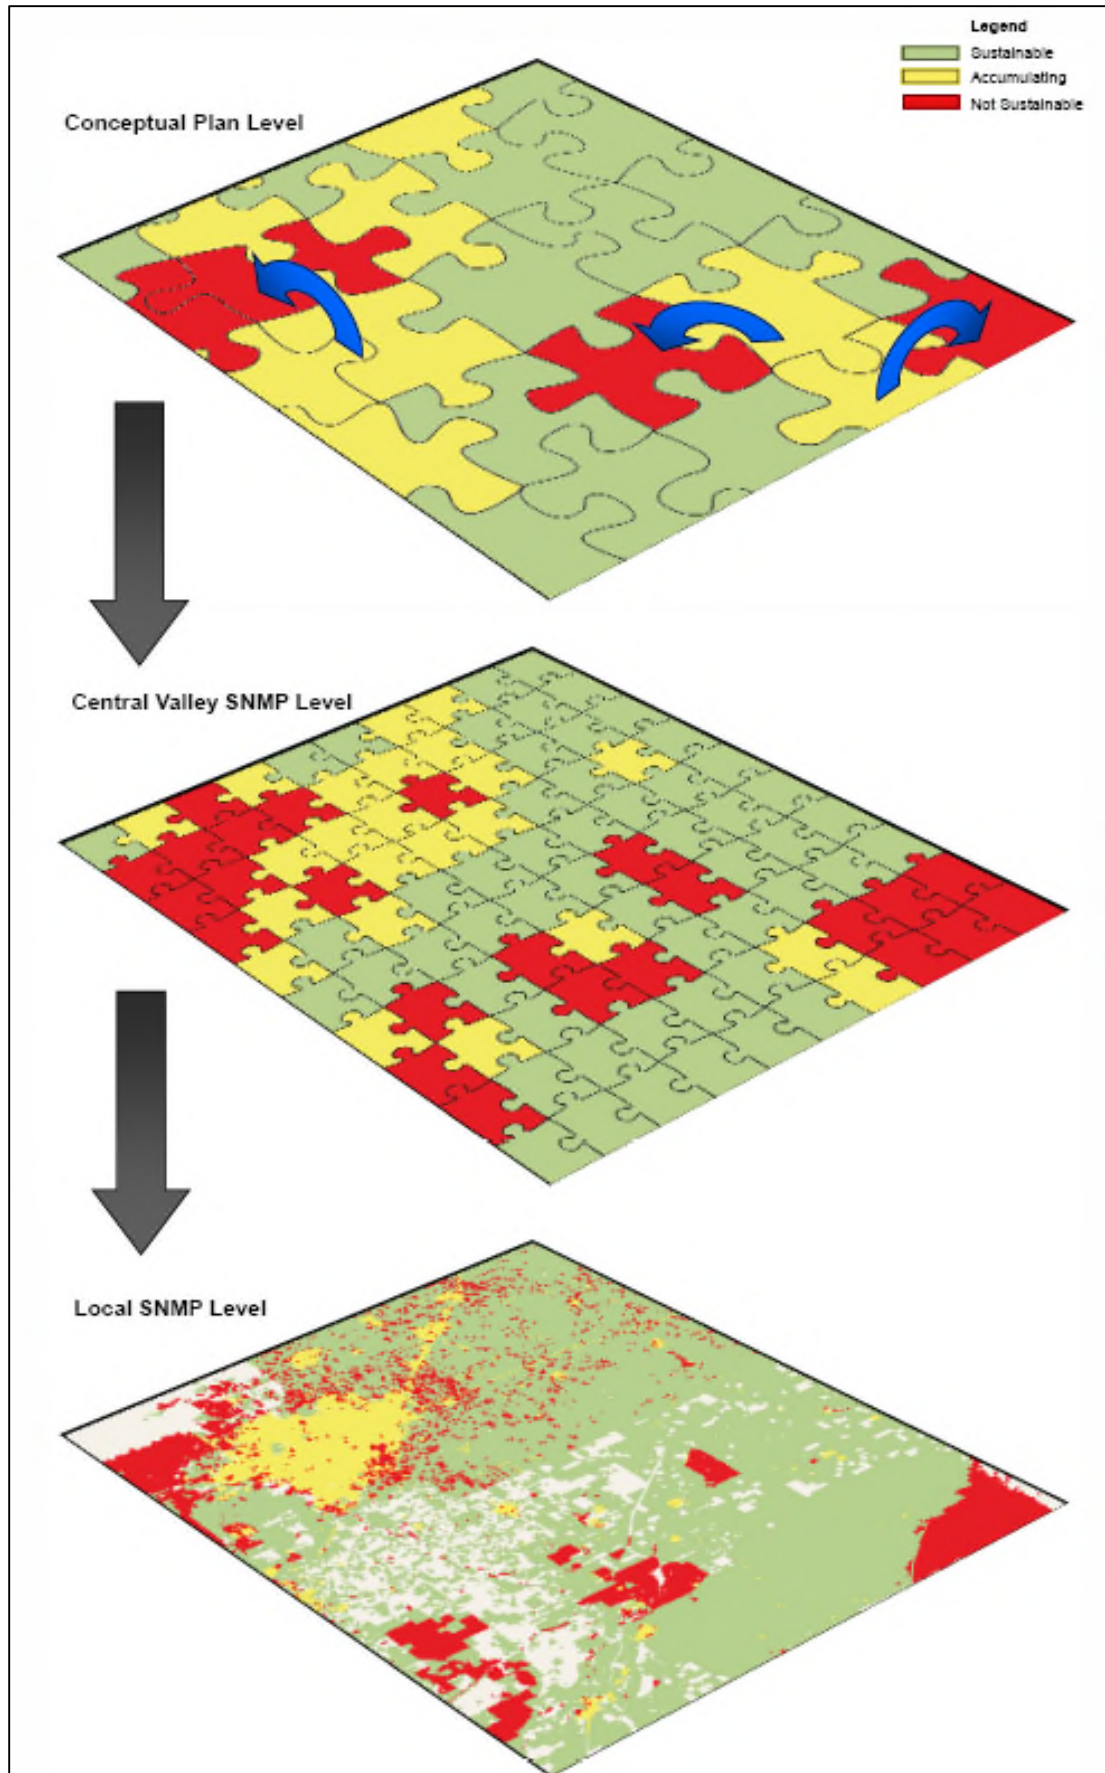 Legend
Sustainable
Accumulating
Not Sustainable
Conceptual Plan Level
Central Valley SNMP Level
Local SNMP Level